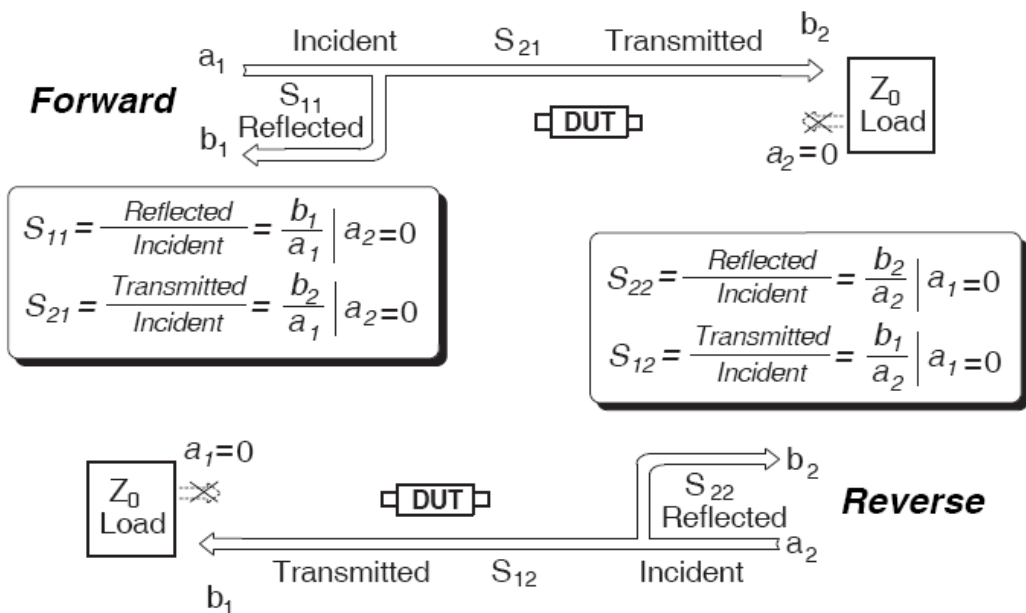 a₁ Incident S₂₁ Transmitted b₂
Forward
S₁₁
Reflected
b₁
DUT
Z₀
Load
a₂=0
S₁₁ = Reflected/Incident = b₁/a₁ | a₂=0
S₂₁ = Transmitted/Incident = b₂/a₁ | a₂=0
S₂₂ = Reflected/Incident = b₂/a₂ | a₁=0
S₁₂ = Transmitted/Incident = b₁/a₂ | a₁=0
a₁=0
Z₀
Load
DUT
b₂
S₂₂
Reflected
Reverse
a₂
Transmitted S₁₂ Incident
b₁